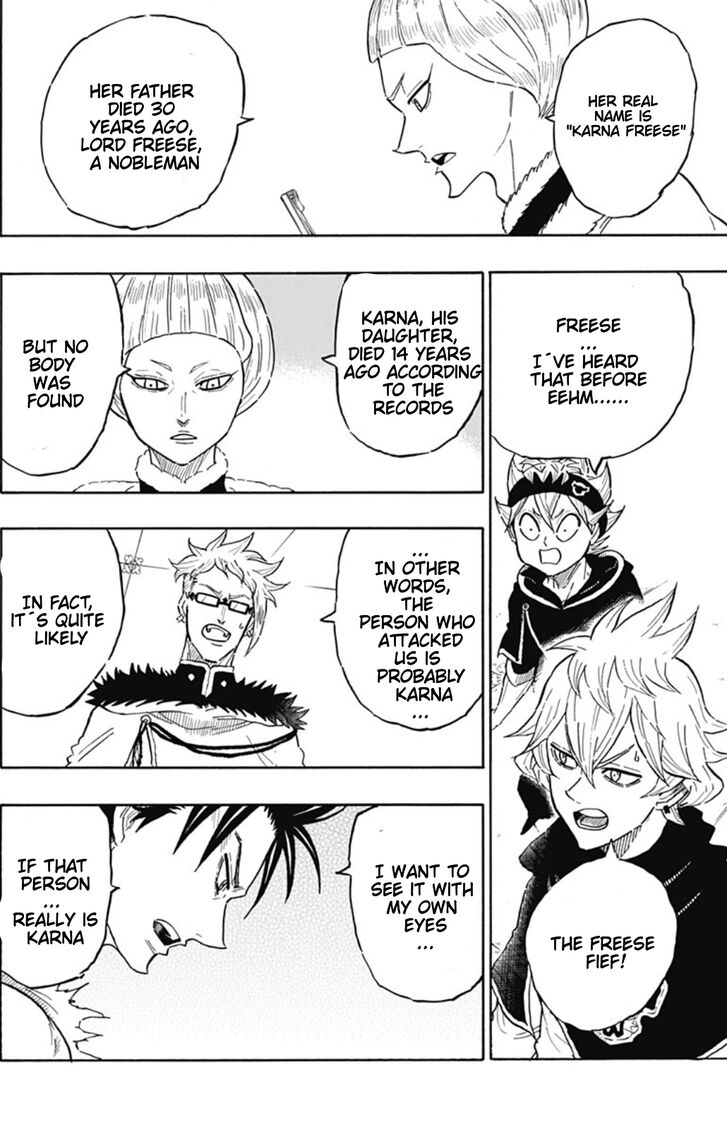 HER REAL
NAME IS
"KARNA FREESE"
HER FATHER
DIED 30
YEARS AGO,
LORD FREESE,
A NOBLEMAN
FREESE
...
I´VE HEARD
THAT BEFORE
EEHM......
THE FREESE
FIEF!
KARNA, HIS
DAUGHTER,
DIED 14 YEARS
AGO ACCORDING
TO THE
RECORDS
BUT NO
BODY
WAS
FOUND
...
IN OTHER
WORDS,
THE
PERSON WHO
ATTACKED
US IS
PROBABLY
KARNA
...
IN FACT,
IT´S QUITE
LIKELY
I WANT TO
SEE IT WITH
MY OWN
EYES
...
IF THAT
PERSON
...
REALLY IS
KARNA